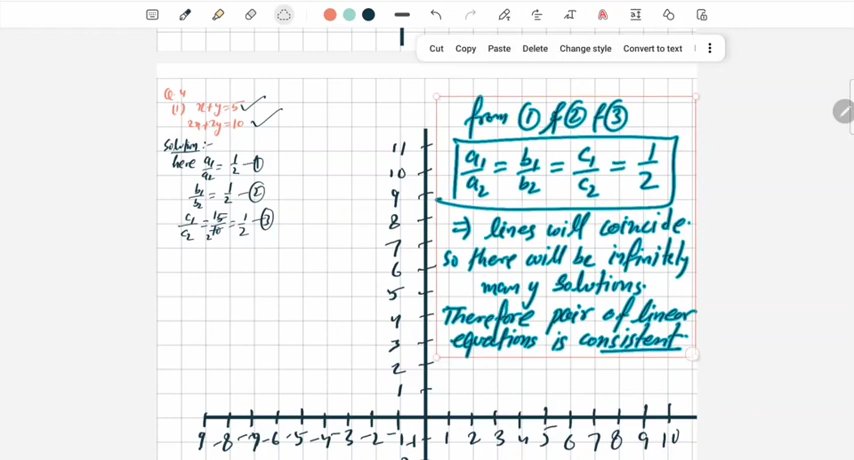 Cut Copy Paste Delete Change style Convert to text
Q.4
(1) x+y=5
2x+2y=10
Solution:-
here a1/a2 = 1/2 - ①
b1/b2 = 1/2 - ②
c1/c2 = 5/10 = 1/2 - ③
from ① & ② & ③
a1/a2 = b1/b2 = c1/c2 = 1/2
⇒ lines will coincide.
so there will be infinitely
many solutions.
Therefore pair of linear
equations is consistent.
11
10
9
8
7
6
5
4
3
2
1
9 -8 -7 -6 -5 -4 -3 -2 -1 -1 1 2 3 4 5 6 7 8 9 10